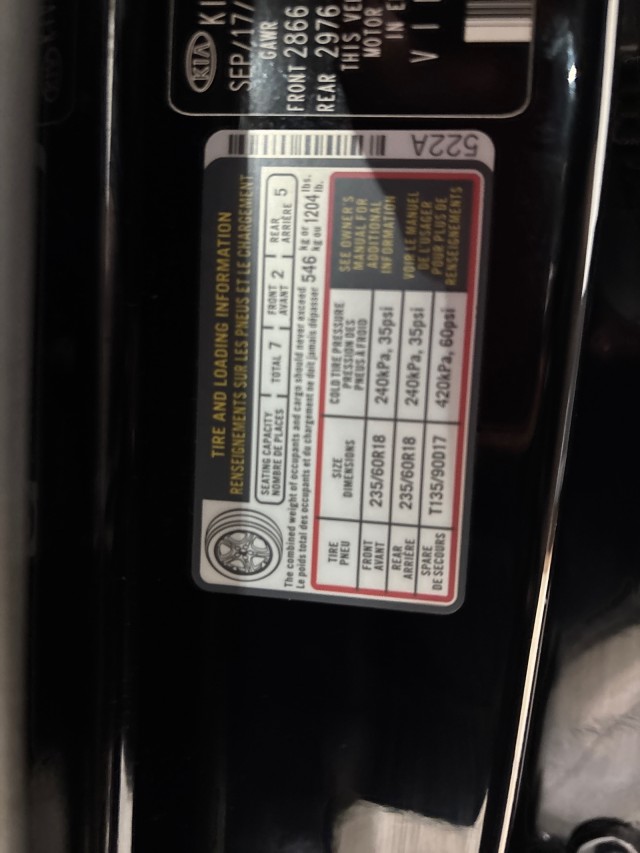 KIA
SEP/17/
GAWR
FRONT 2866
REAR 2976
THIS VE
MOTOR
IN E
V I
522A
TIRE AND LOADING INFORMATION
RENSEIGNEMENTS SUR LES PNEUS ET LE CHARGEMENT
SEATING CAPACITY
NOMBRE DE PLACES
TOTAL 7
FRONT
AVANT 2
REAR
ARRIÈRE 5
The combined weight of occupants and cargo should never exceed 546 kg or 1204 lbs.
Le poids total des occupants et du chargement ne doit jamais dépasser 546 kg ou 1204 lb.
TIRE
PNEU
SIZE
DIMENSIONS
COLD TIRE PRESSURE
PRESSION DES
PNEUS À FROID
FRONT
AVANT
235/60R18
240kPa, 35psi
REAR
ARRIÈRE
235/60R18
240kPa, 35psi
SPARE
DE SECOURS
T135/90D17
420kPa, 60psi
SEE OWNER'S
MANUAL FOR
ADDITIONAL
INFORMATION
VOIR LE MANUEL
DE L'USAGER
POUR PLUS DE
RENSEIGNEMENTS